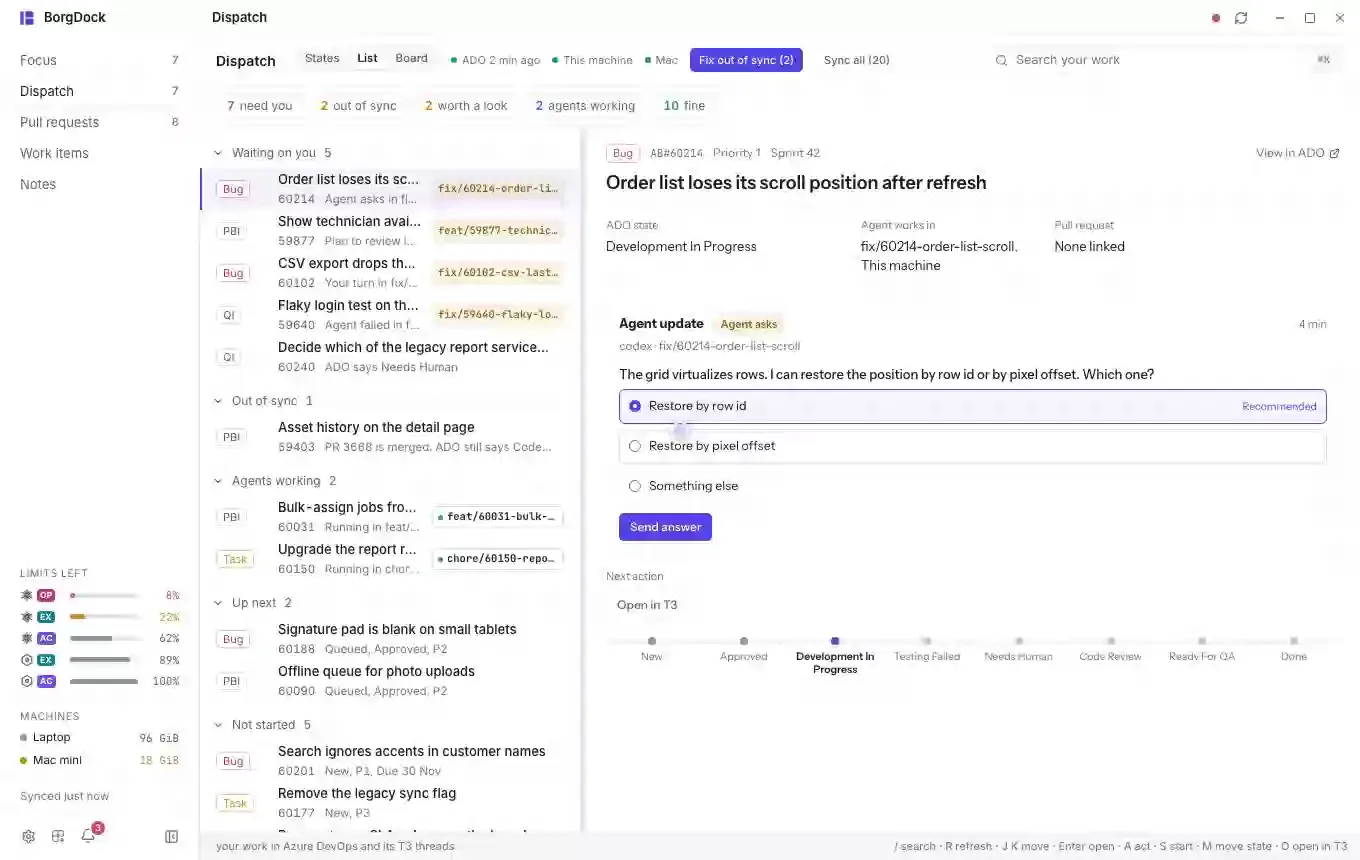 BorgDock
Dispatch
Focus 7
Dispatch 7
Pull requests 8
Work items
Notes
LIMITS LEFT
OP 8%
EX 22%
AC 62%
EX 89%
AC 100%
MACHINES
Laptop 96 GiB
Mac mini 18 GiB
Synced just now
3
Dispatch States List Board ADO 2 min ago This machine Mac Fix out of sync (2) Sync all (20) Search your work ⌘K
7 need you 2 out of sync 2 worth a look 2 agents working 10 fine
Waiting on you 5
Bug Order list loses its sc... fix/60214-order-li...
60214 Agent asks in f...
PBI Show technician avai... feat/59877-technic...
59877 Plan to review i...
Bug CSV export drops th... fix/60102-csv-last...
60102 Your turn in fix/...
QI Flaky login test on th... fix/59640-flaky-lo...
59640 Agent failed in f...
QI Decide which of the legacy report service...
60240 ADO says Needs Human
Out of sync 1
PBI Asset history on the detail page
59403 PR 3668 is merged. ADO still says Code...
Agents working 2
PBI Bulk-assign jobs fro... feat/60031-bulk-...
60031 Running in feat/...
Task Upgrade the report r... chore/60150-repo...
60150 Running in chor...
Up next 2
Bug Signature pad is blank on small tablets
60188 Queued, Approved, P2
PBI Offline queue for photo uploads
60090 Queued, Approved, P2
Not started 5
Bug Search ignores accents in customer names
60201 New, P1, Due 30 Nov
Task Remove the legacy sync flag
60177 New, P3
Bug AB#60214 Priority 1 Sprint 42 View in ADO
Order list loses its scroll position after refresh
ADO state Agent works in Pull request
Development In Progress fix/60214-order-list-scroll, None linked
This machine
Agent update Agent asks 4 min
codex · fix/60214-order-list-scroll
The grid virtualizes rows. I can restore the position by row id or by pixel offset. Which one?
Restore by row id Recommended
Restore by pixel offset
Something else
Send answer
Next action
Open in T3
New Approved Development In Testing Failed Needs Human Code Review Ready For QA Done
Progress
your work in Azure DevOps and its T3 threads
/ search · R refresh · J K move · Enter open · A act · S start · M move state · O open in T3